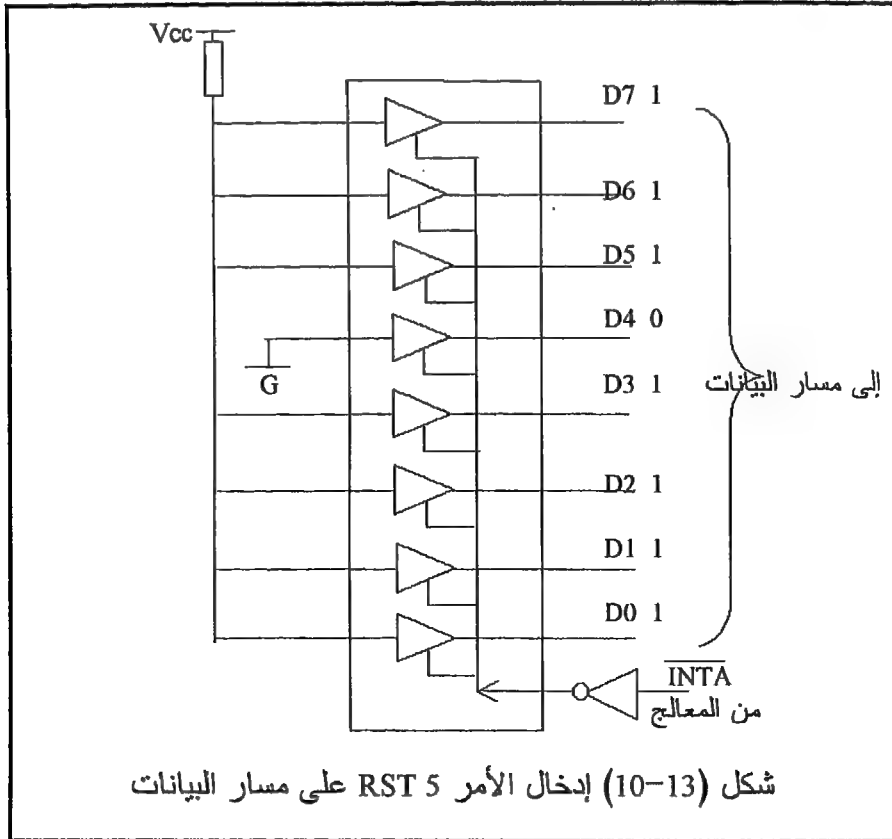 Vcc
D7 1
D6 1
D5 1
D4 0
G
D3 1
إلى مسار البيانات
D2 1
D1 1
D0 1
INTA
من المعالج
شكل (13-10) إدخال الأمر RST 5 على مسار البيانات